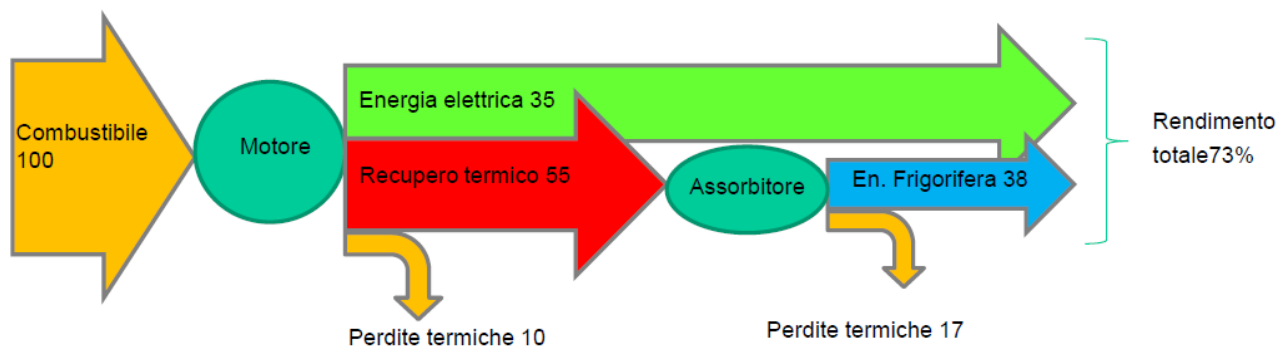 Combustibile
100
Motore
Energia elettrica 35
Recupero termico 55
Perdite termiche 10
Assorbitore
En. Frigorifera 38
Perdite termiche 17
Rendimento
totale73%